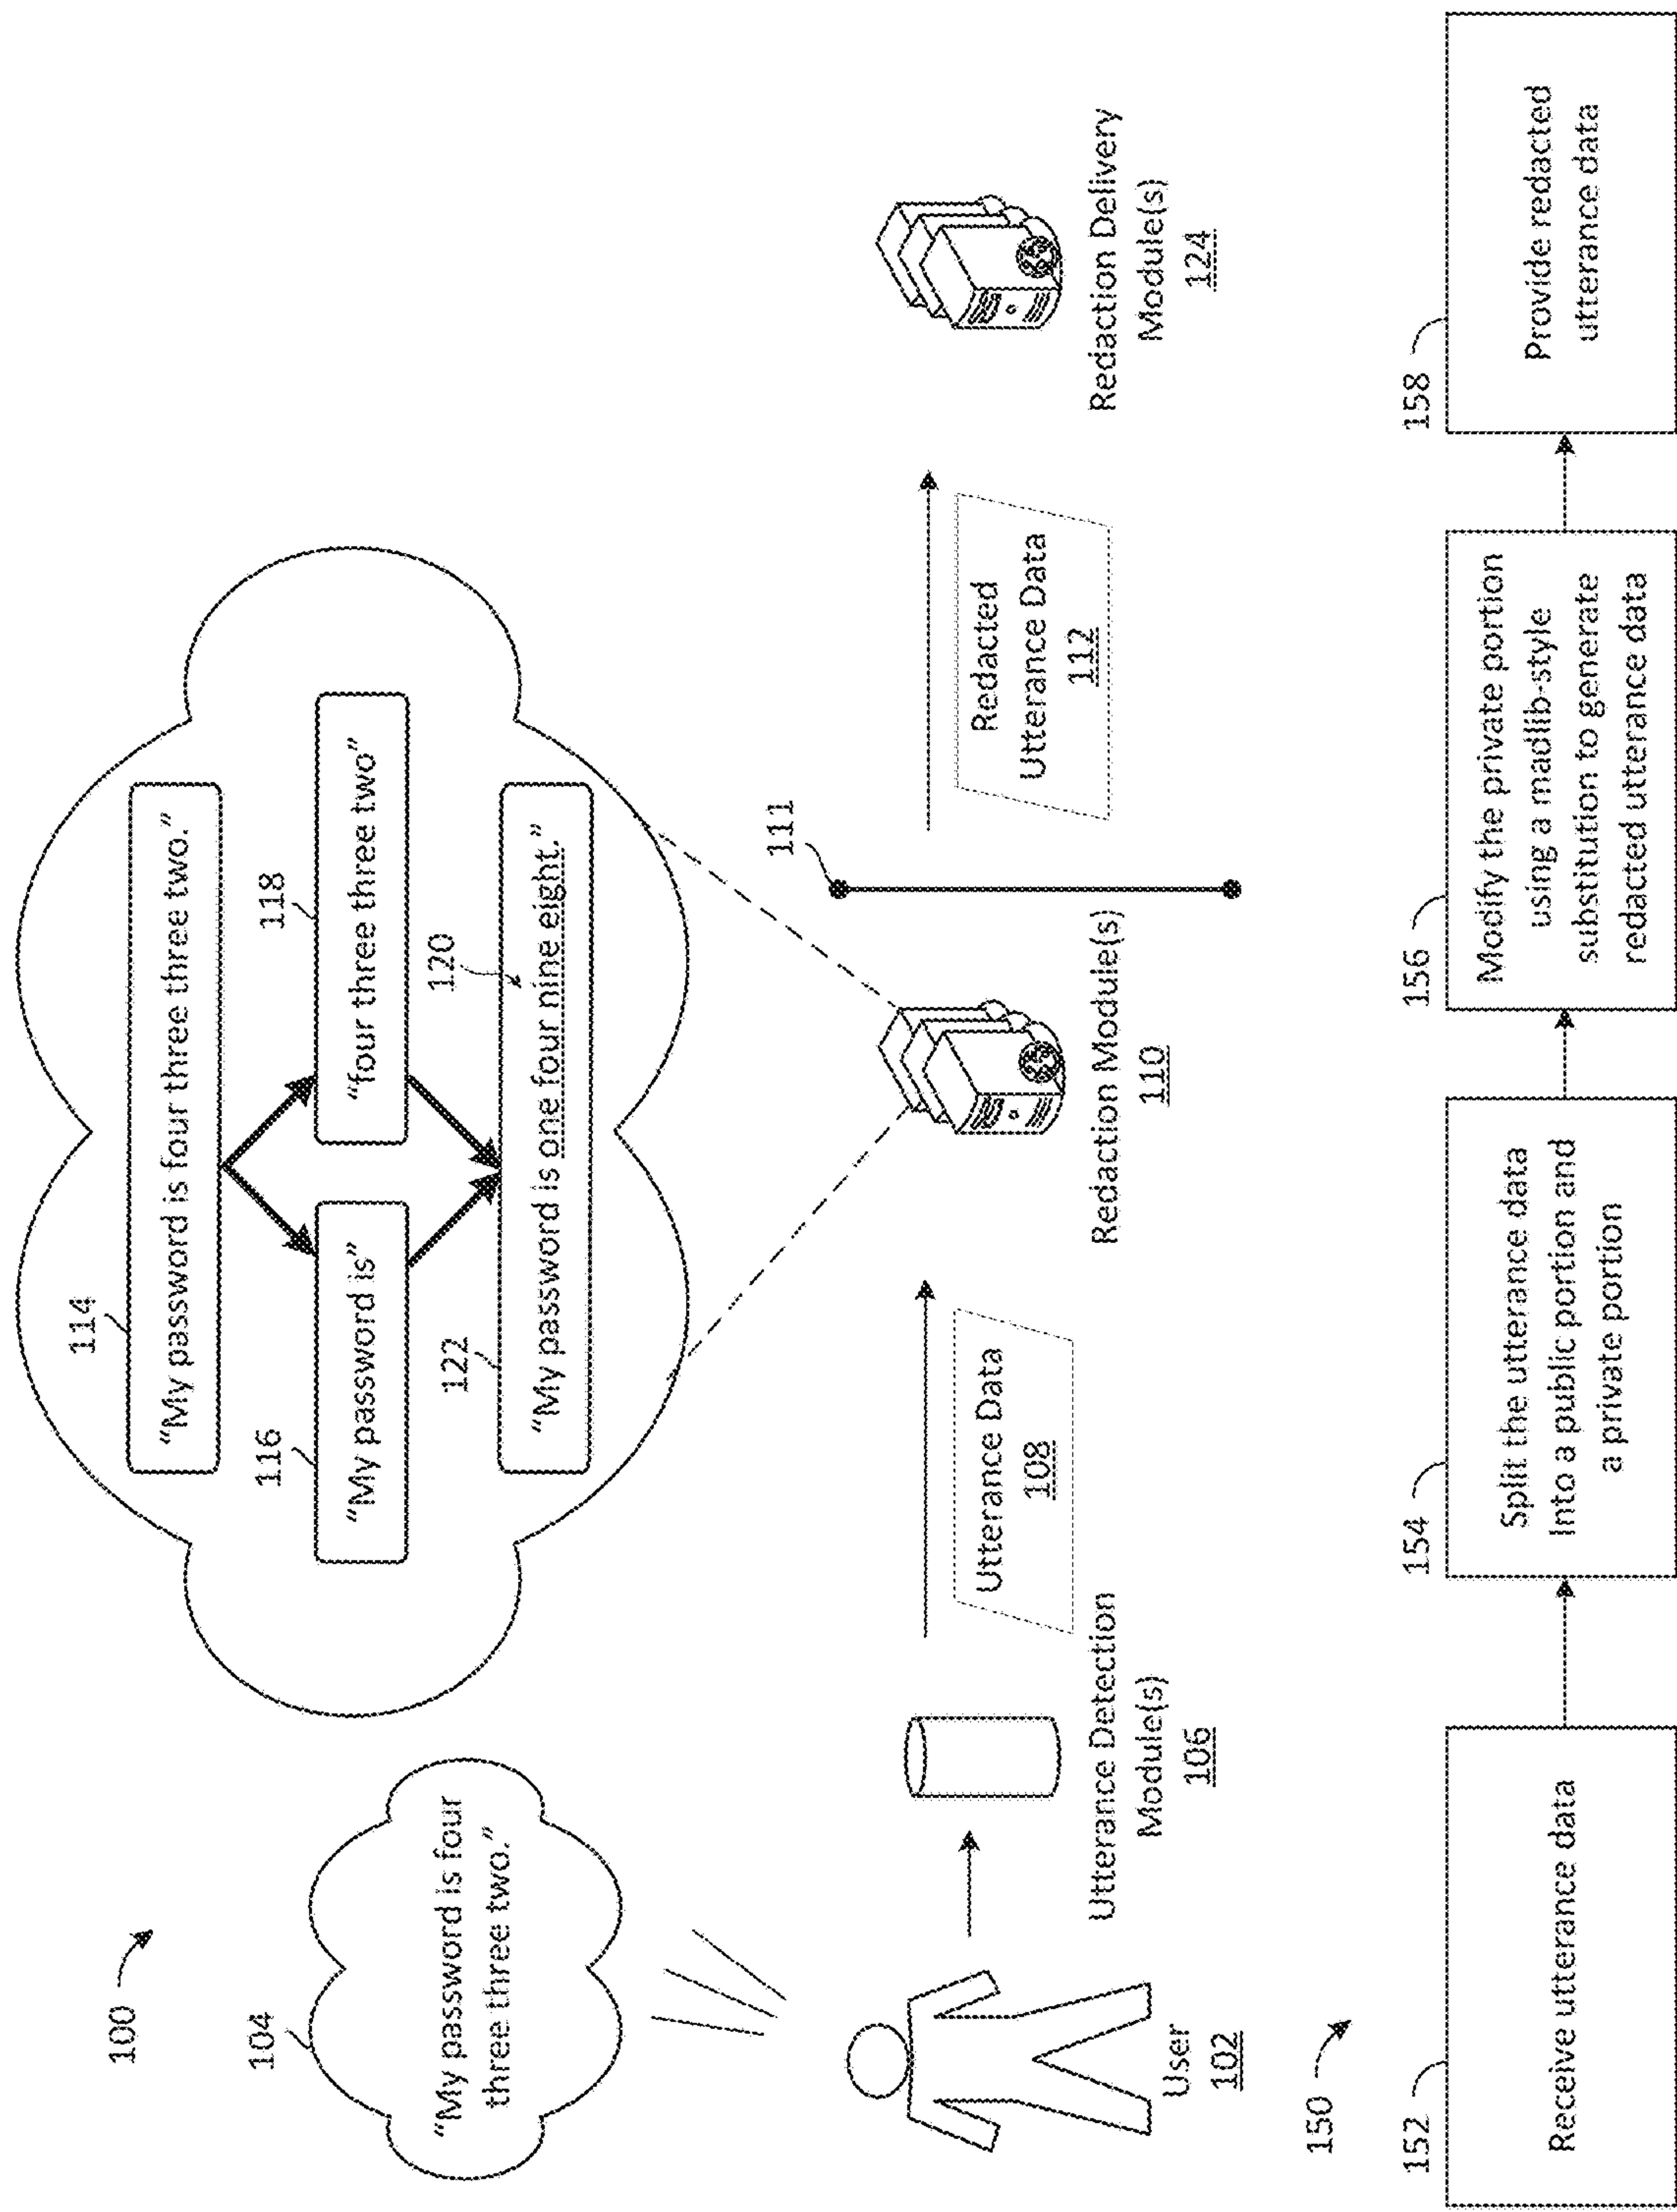 100
104
“My password is four
three three two.”
114
“My password is four three three two.”
116
“My password is”
118
“four three three two”
120
122
“My password is one four nine eight.”
User
102
Utterance Detection
Module(s)
106
Utterance Data
108
Redaction Module(s)
110
111
Redacted
Utterance Data
112
Redaction Delivery
Module(s)
124
150
152
Receive utterance data
154
Split the utterance data
Into a public portion and
a private portion
156
Modify the private portion
using a madlib-style
substitution to generate
redacted utterance data
158
Provide redacted
utterance data